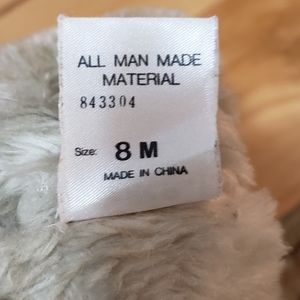 ALL MAN MADE
MATERIAL
843304
Size: 8 M
MADE IN CHINA